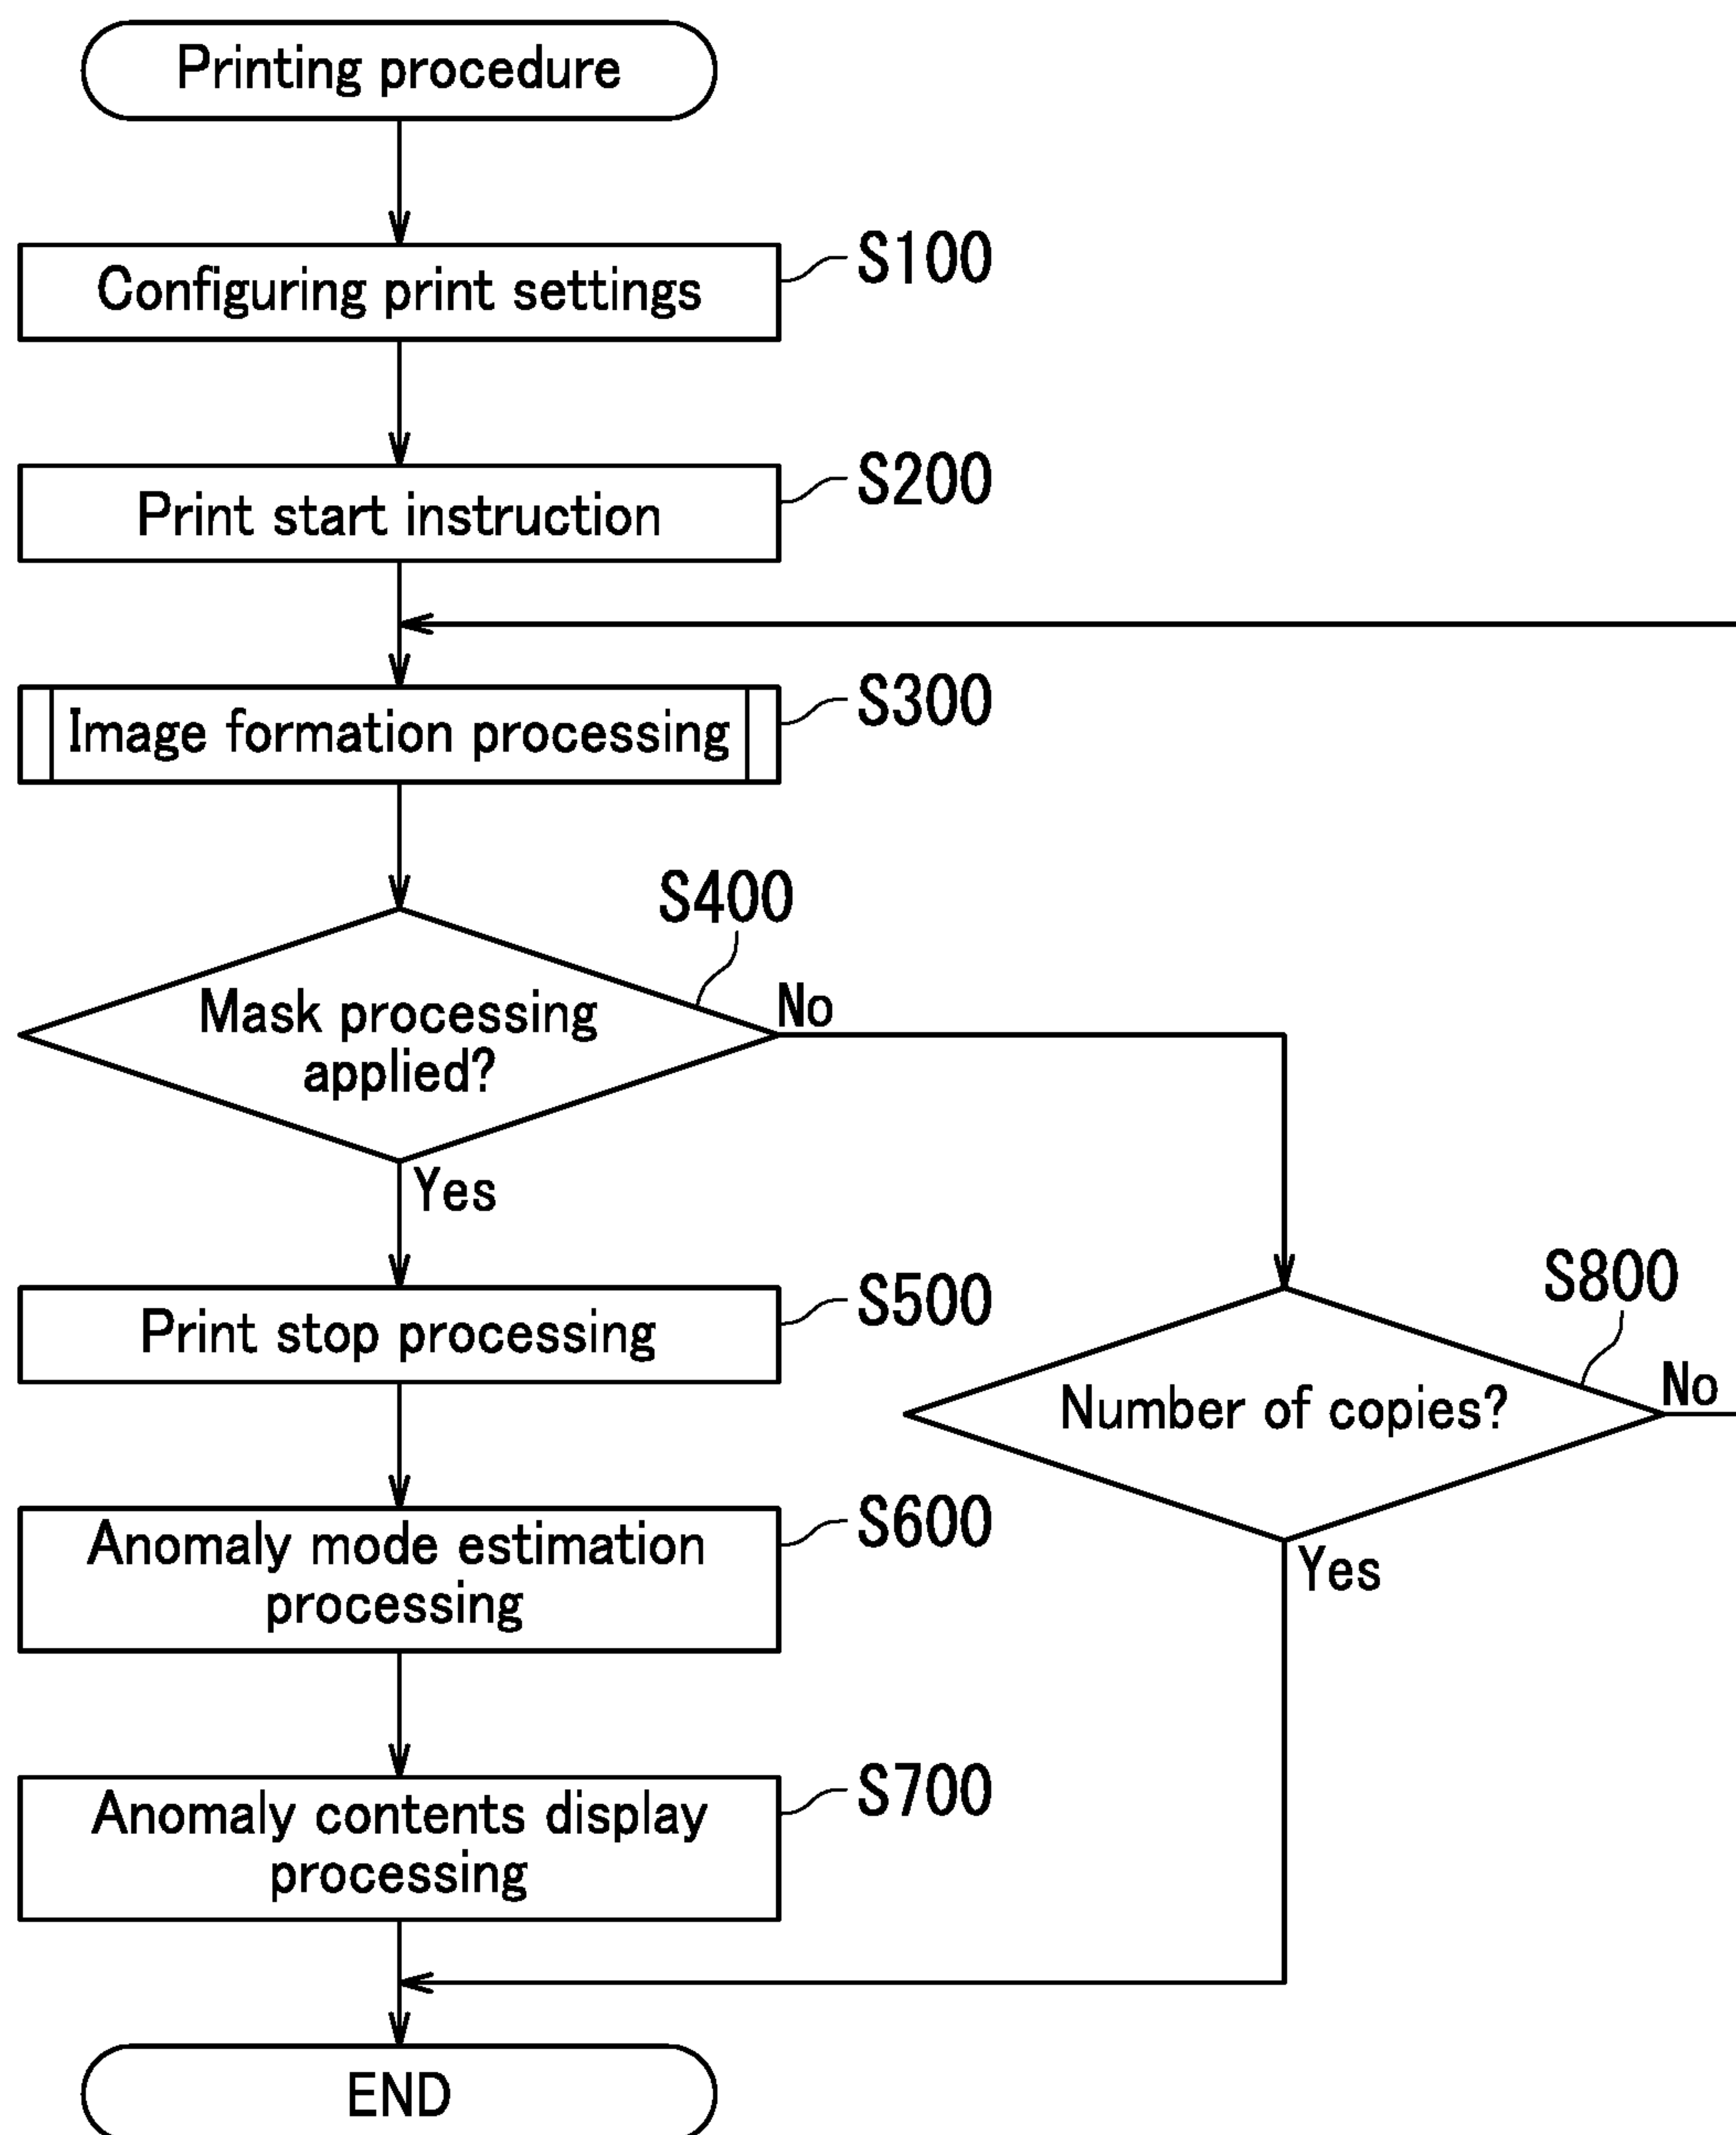 Printing procedure
Configuring print settings
S100
Print start instruction
S200
Image formation processing
S300
S400
Mask processing
applied?
No
Yes
Print stop processing
S500
S800
Number of copies?
No
Yes
Anomaly mode estimation
processing
S600
Anomaly contents display
processing
S700
END